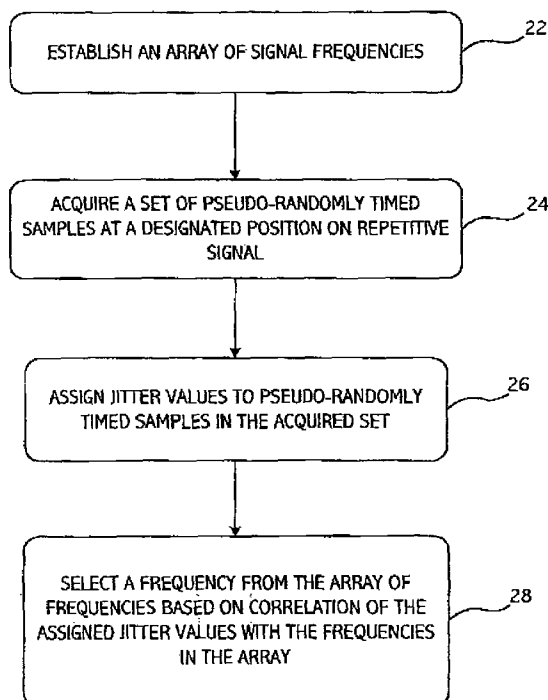 ESTABLISH AN ARRAY OF SIGNAL FREQUENCIES
22
ACQUIRE A SET OF PSEUDO-RANDOMLY TIMED
SAMPLES AT A DESIGNATED POSITION ON REPETITIVE
SIGNAL
24
ASSIGN JITTER VALUES TO PSEUDO-RANDOMLY
TIMED SAMPLES IN THE ACQUIRED SET
26
SELECT A FREQUENCY FROM THE ARRAY OF
FREQUENCIES BASED ON CORRELATION OF THE
ASSIGNED JITTER VALUES WITH THE FREQUENCIES
IN THE ARRAY
28